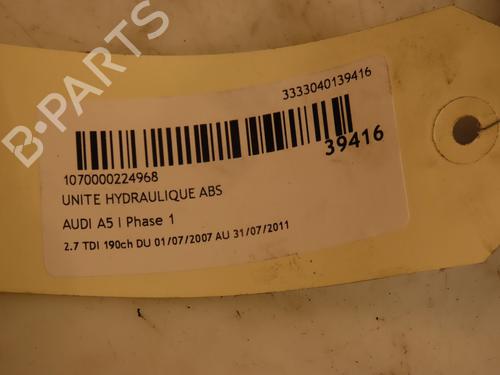 B-PARTS
3333040139416
39416
1070000224968
UNITE HYDRAULIQUE ABS
AUDI A5 I Phase 1
2.7 TDI 190ch DU 01/07/2007 AU 31/07/2011